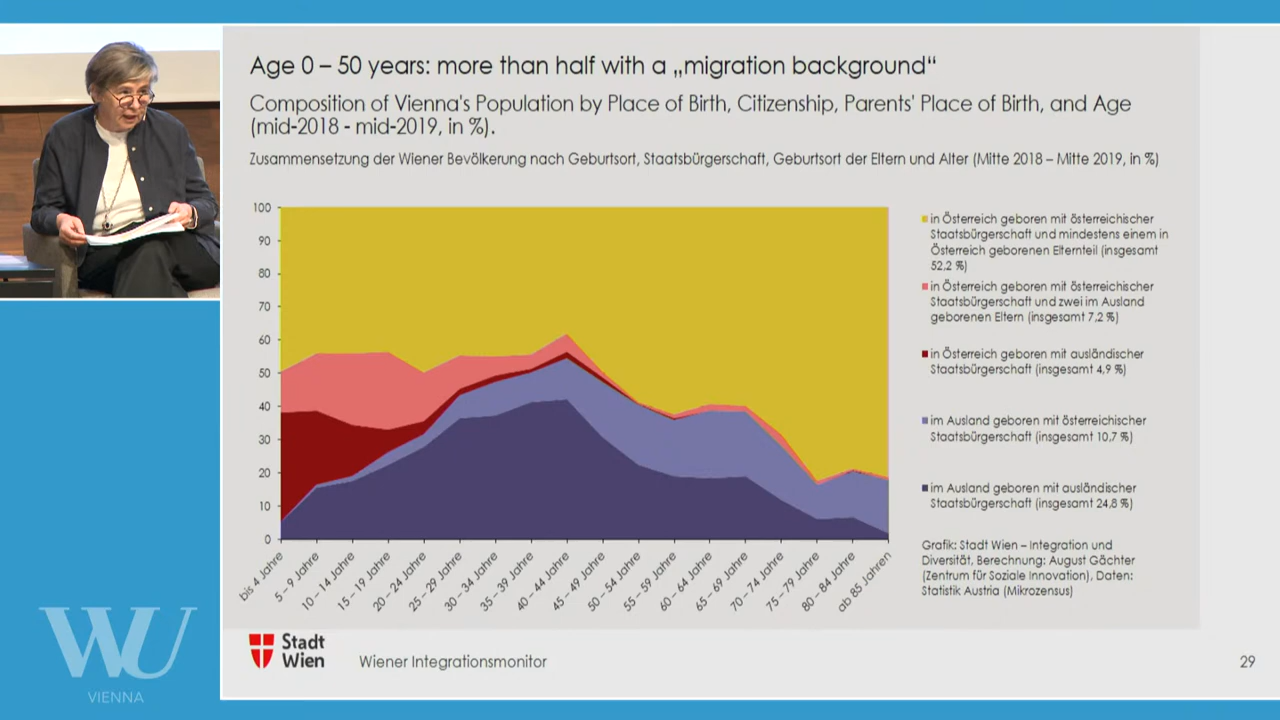 Age 0 – 50 years: more than half with a „migration background“
Composition of Vienna's Population by Place of Birth, Citizenship, Parents' Place of Birth, and Age
(mid-2018 - mid-2019, in %).
Zusammensetzung der Wiener Bevölkerung nach Geburtsort, Staatsbürgerschaft, Geburtsort der Eltern und Alter (Mitte 2018 – Mitte 2019, in %)
100
90
80
70
60
50
40
30
20
10
0
bis 4 Jahre
5 – 9 Jahre
10 – 14 Jahre
15 – 19 Jahre
20 – 24 Jahre
25 – 29 Jahre
30 – 34 Jahre
35 – 39 Jahre
40 – 44 Jahre
45 – 49 Jahre
50 – 54 Jahre
55 – 59 Jahre
60 – 64 Jahre
65 – 69 Jahre
70 – 74 Jahre
75 – 79 Jahre
80 – 84 Jahre
ab 85 Jahren
in Österreich geboren mit österreichischer
Staatsbürgerschaft und mindestens einem in
Österreich geborenen Elternteil (insgesamt
52,2 %)
in Österreich geboren mit österreichischer
Staatsbürgerschaft und zwei im Ausland
geborenen Eltern (insgesamt 7,2 %)
in Österreich geboren mit ausländischer
Staatsbürgerschaft (insgesamt 4,9 %)
im Ausland geboren mit österreichischer
Staatsbürgerschaft (insgesamt 10,7 %)
im Ausland geboren mit ausländischer
Staatsbürgerschaft (insgesamt 24,8 %)
Grafik: Stadt Wien – Integration und
Diversität, Berechnung: August Gächter
(Zentrum für Soziale Innovation), Daten:
Statistik Austria (Mikrozensus)
Stadt
Wien
Wiener Integrationsmonitor
29
WU
VIENNA